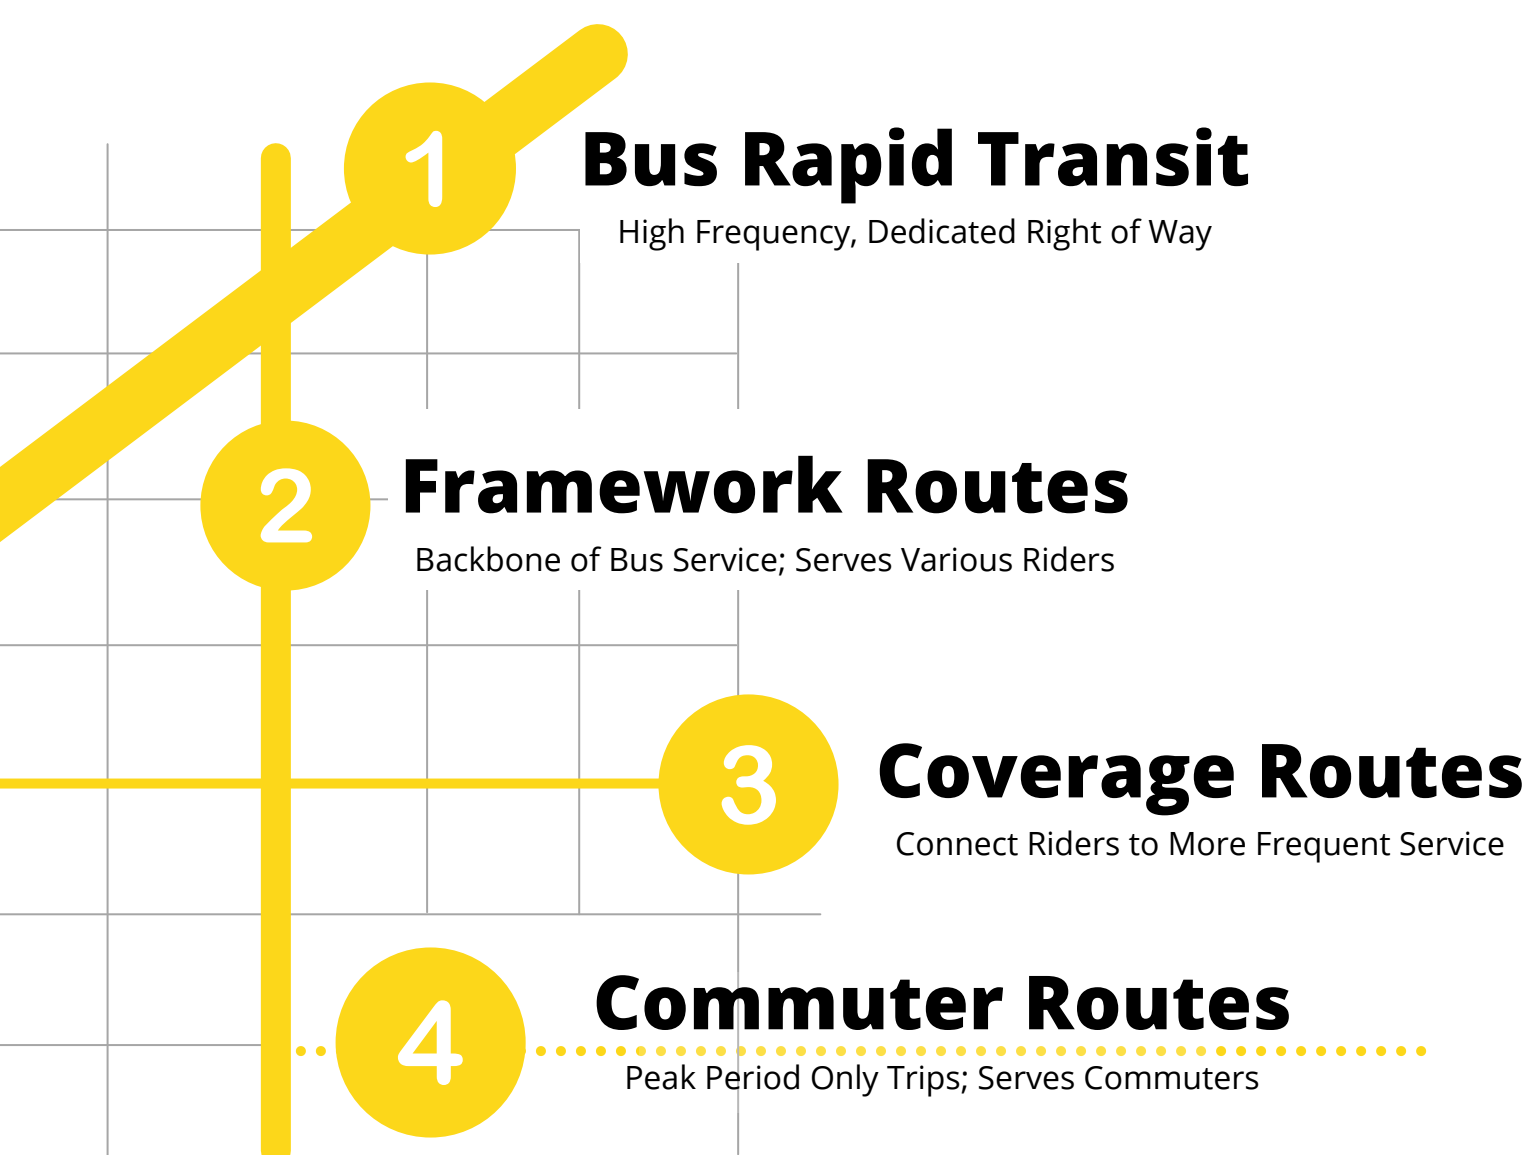 1
Bus Rapid Transit
High Frequency, Dedicated Right of Way
2
Framework Routes
Backbone of Bus Service; Serves Various Riders
3
Coverage Routes
Connect Riders to More Frequent Service
4
Commuter Routes
Peak Period Only Trips; Serves Commuters